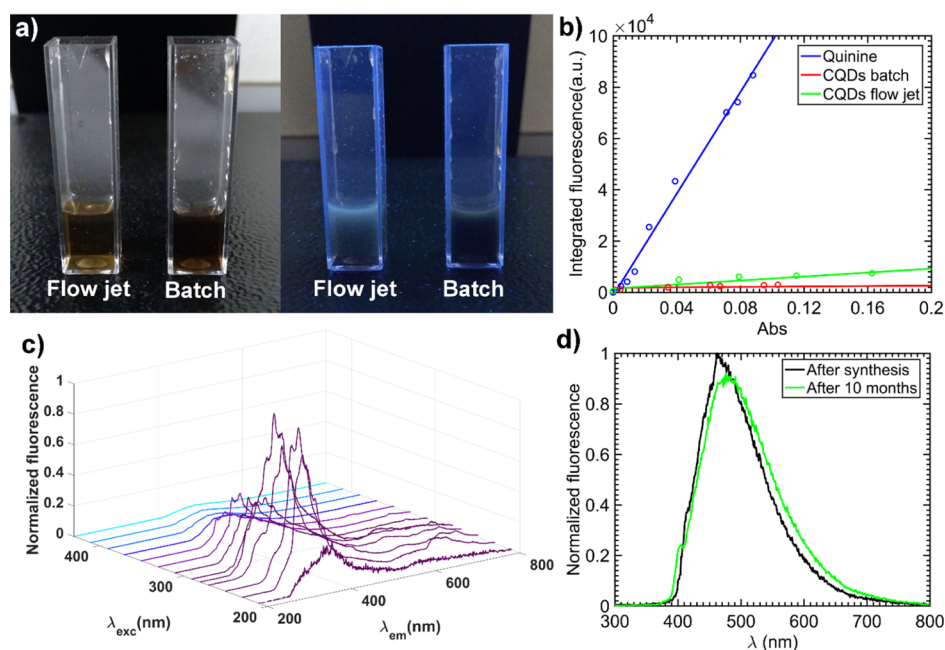 a)
Flow jet
Batch
Flow jet
Batch
b)
×10⁴
10
8
6
4
2
0
Integrated fluorescence(a.u.)
Quinine
CQDs batch
CQDs flow jet
0
0.04
0.08
0.12
0.16
0.2
Abs
c)
Normalized fluorescence
1
0.8
0.6
0.4
0.2
0
400
300
200
λexc(nm)
200
400
600
800
λem(nm)
d)
Normalized fluorescence
1
0.8
0.6
0.4
0.2
0
After synthesis
After 10 months
300
400
500
600
700
800
λ (nm)